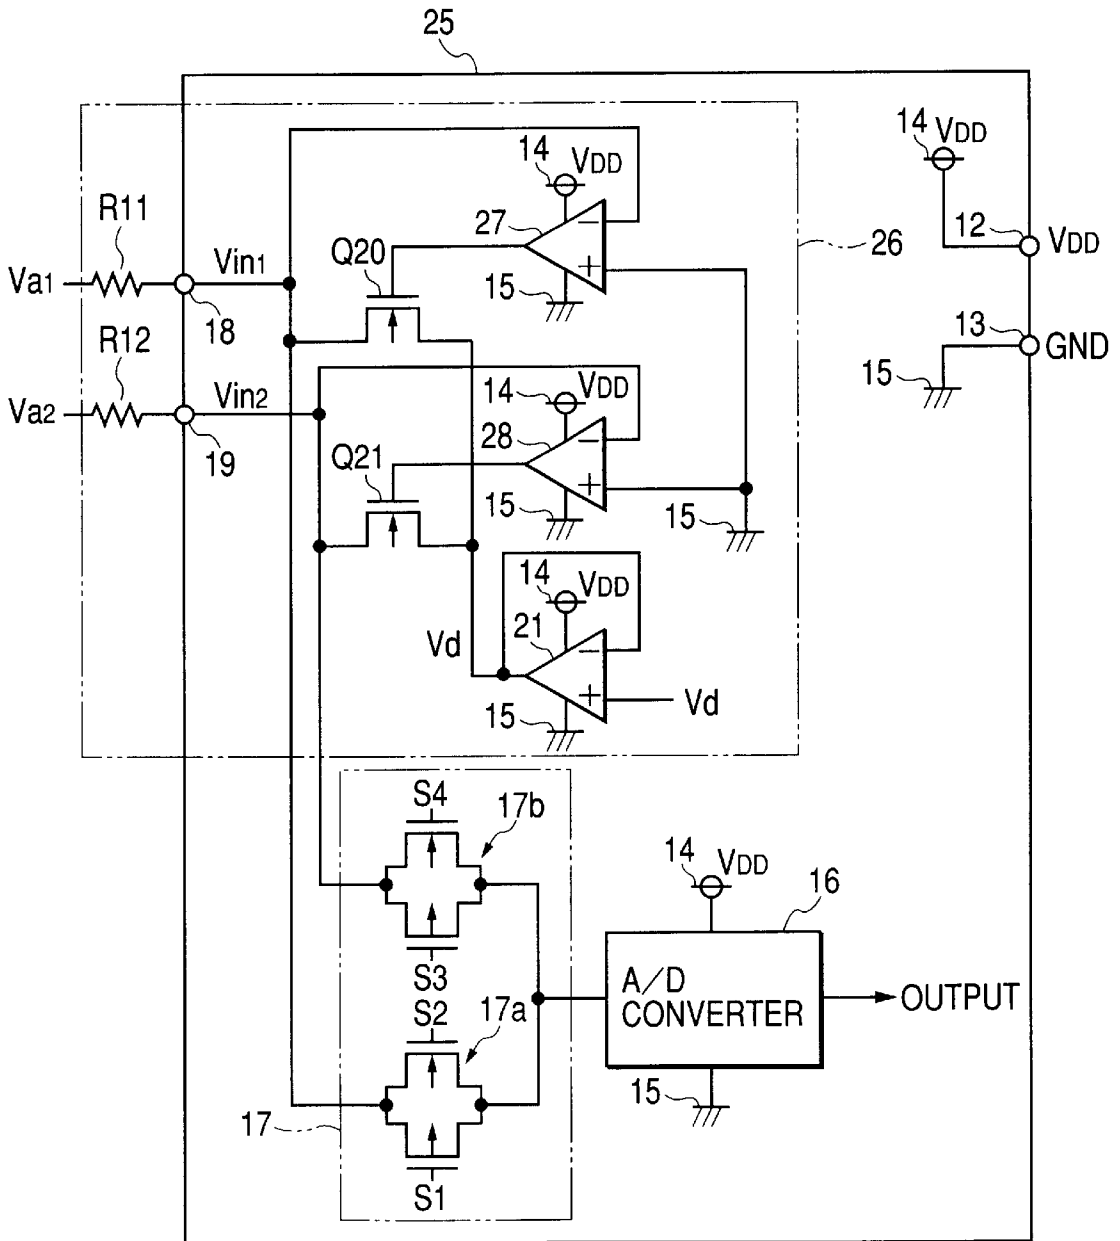 25
14 VDD
14 VDD
R11
27
26
12
VDD
Va1
Vin1
Q20
15
18
13
GND
R12
15
14 VDD
Va2
Vin2
28
19
Q21
15
15
14 VDD
21
Vd
Vd
15
S4
17b
14 VDD
16
S3
A/D
CONVERTER
OUTPUT
S2
17a
15
17
S1